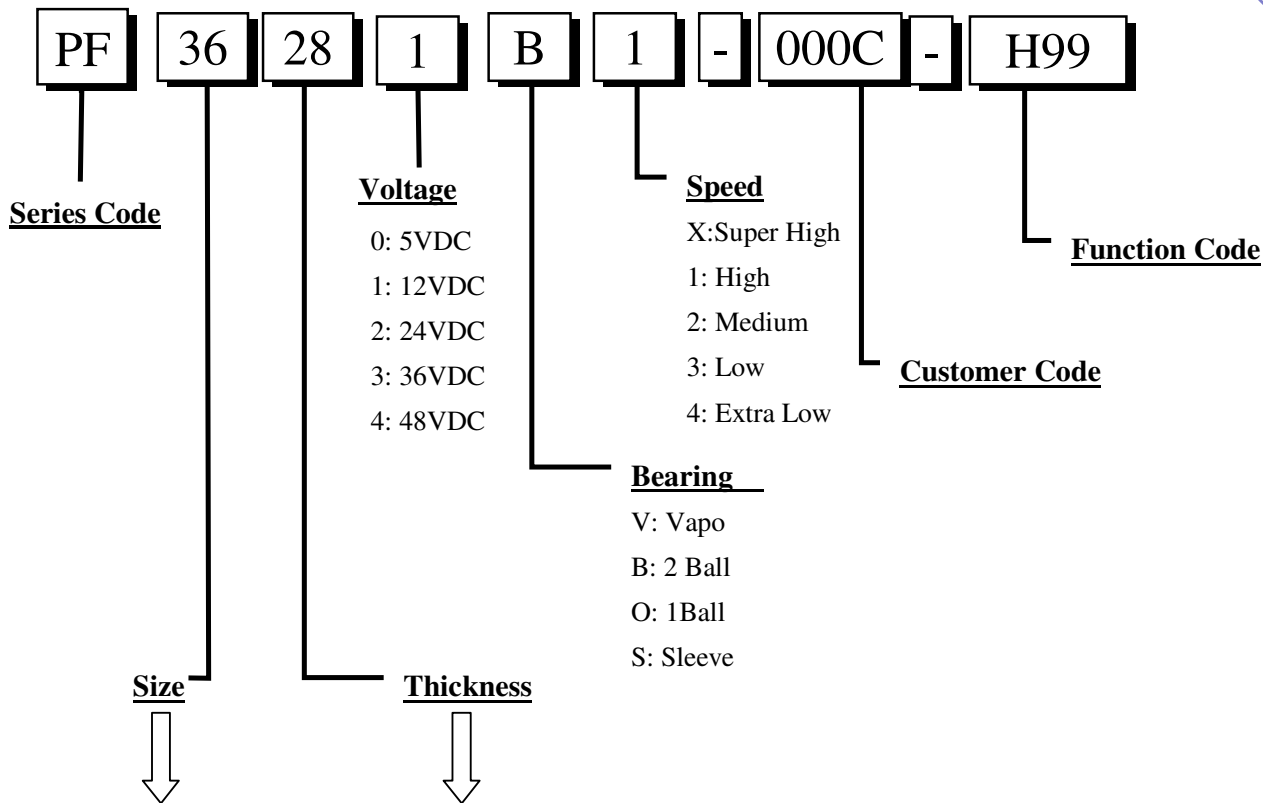 PF 36 28 1 B 1 - 000C - H99
Series Code
Voltage
0: 5VDC
1: 12VDC
2: 24VDC
3: 36VDC
4: 48VDC
Speed
X:Super High
1: High
2: Medium
3: Low
4: Extra Low
Function Code
Customer Code
Bearing
V: Vapo
B: 2 Ball
O: 1Ball
S: Sleeve
Size
Thickness